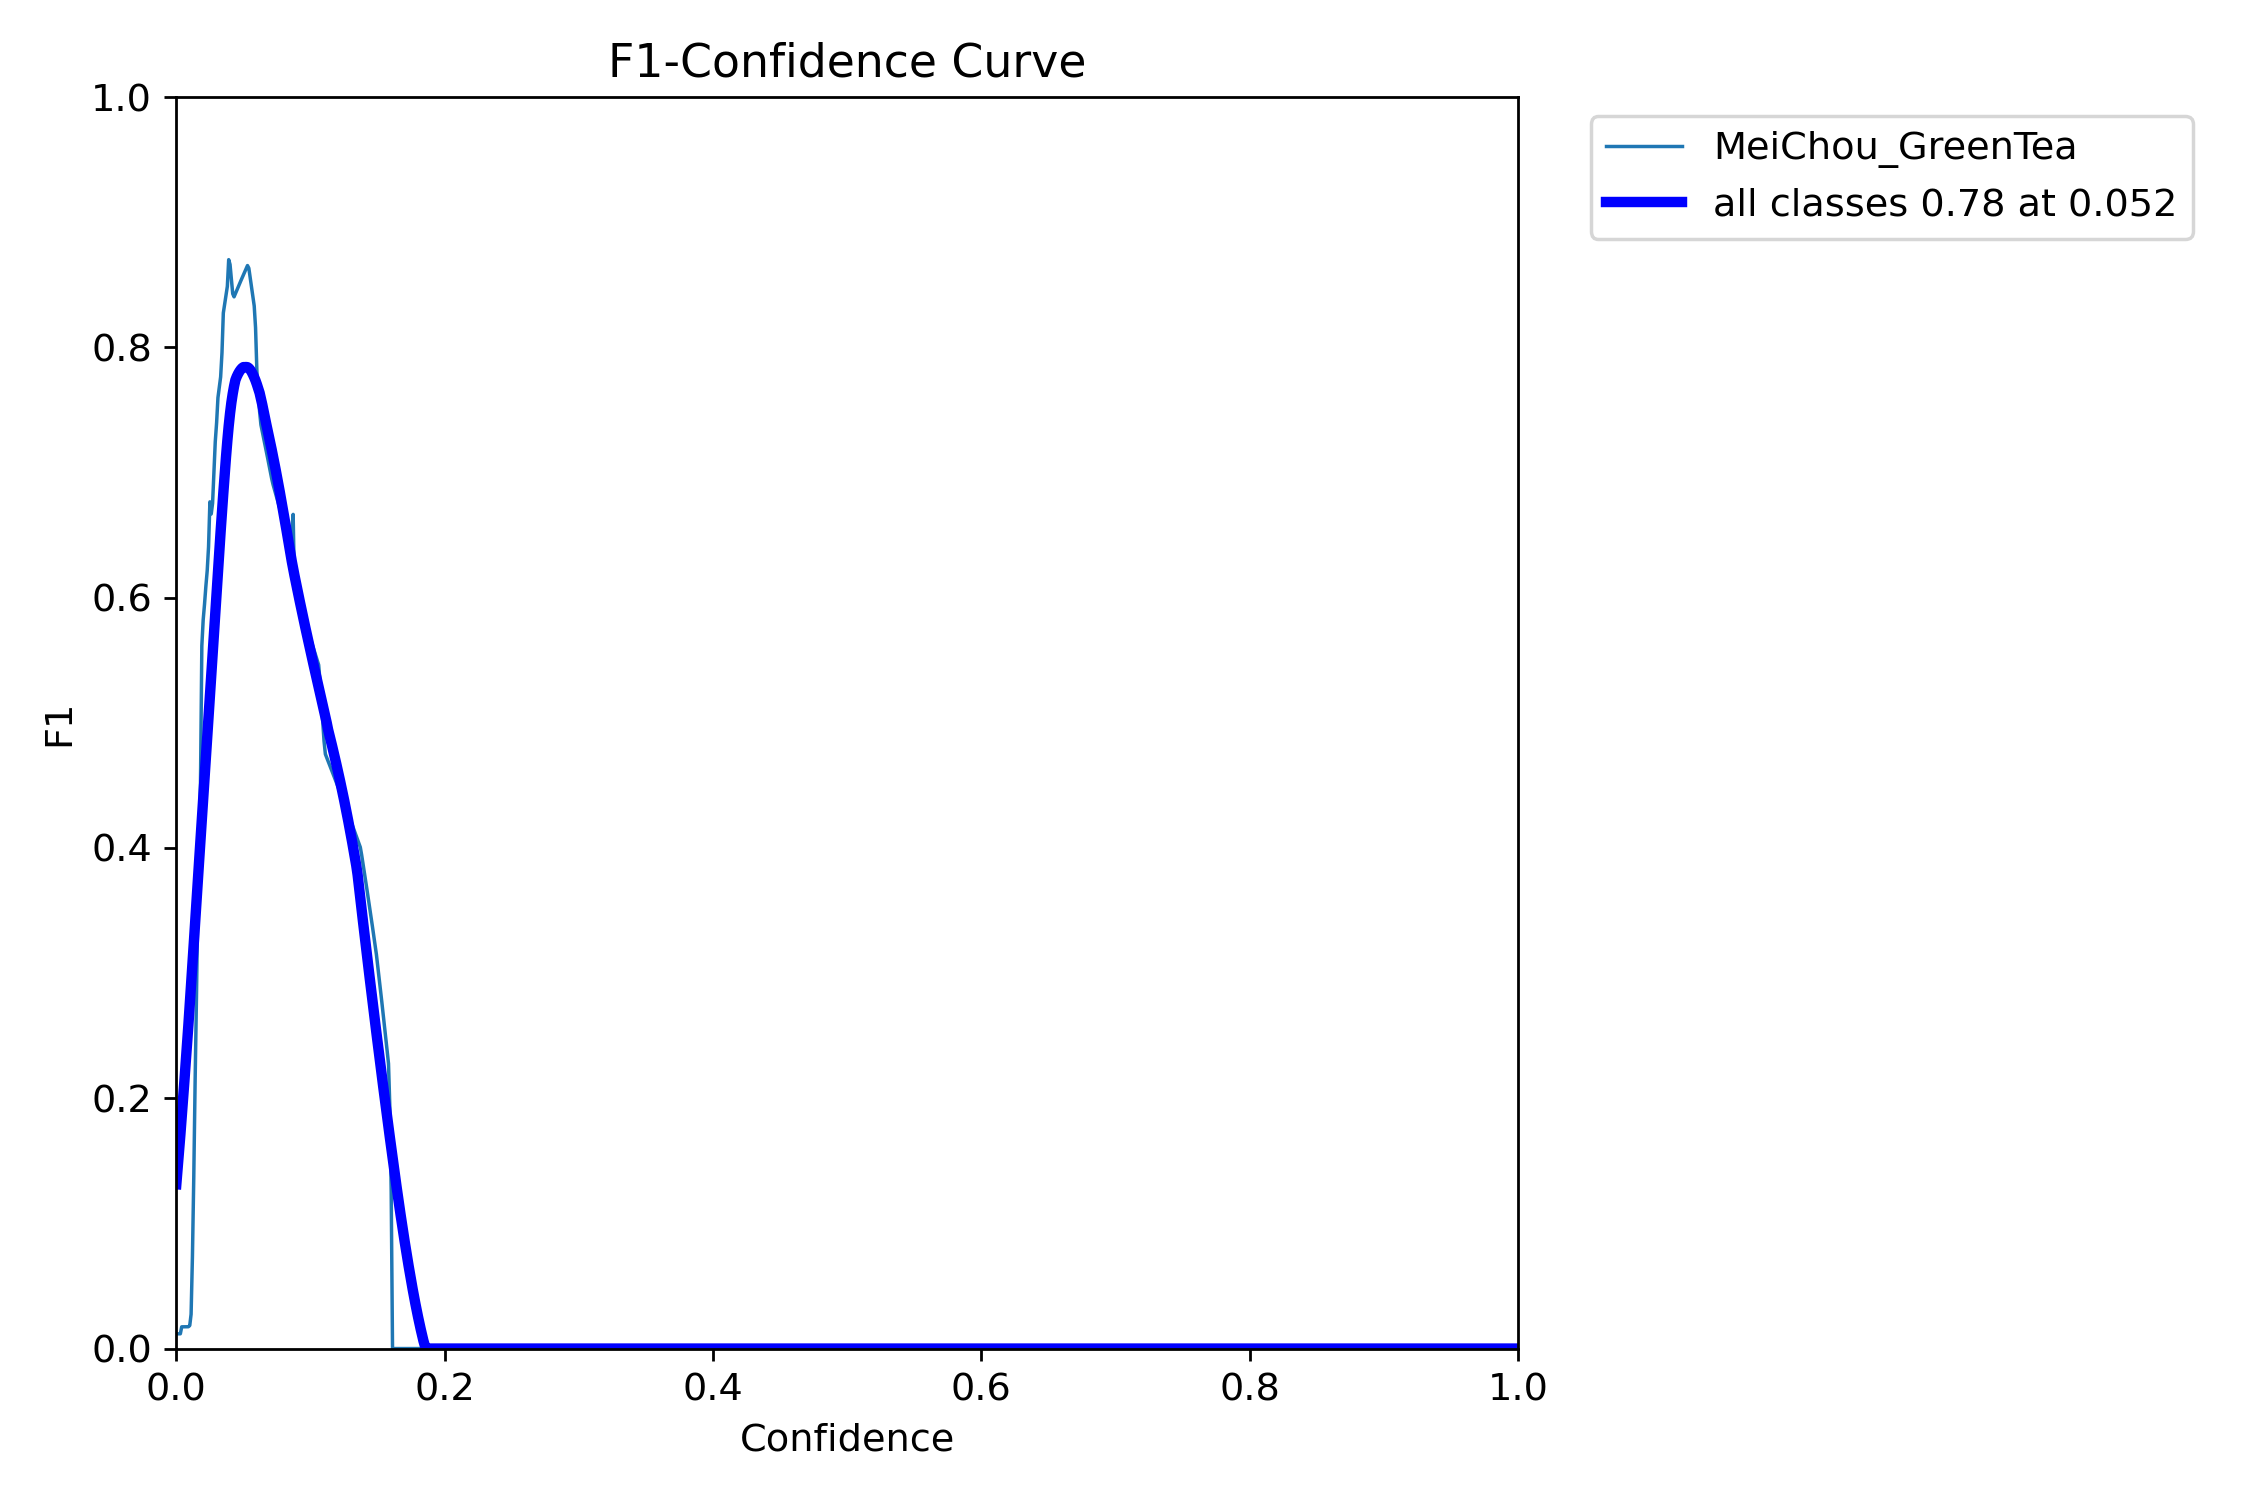 F1-Confidence Curve
MeiChou_GreenTea
all classes 0.78 at 0.052
1.0
0.8
0.6
0.4
0.2
0.0
F1
0.0 0.2 0.4 0.6 0.8 1.0
Confidence